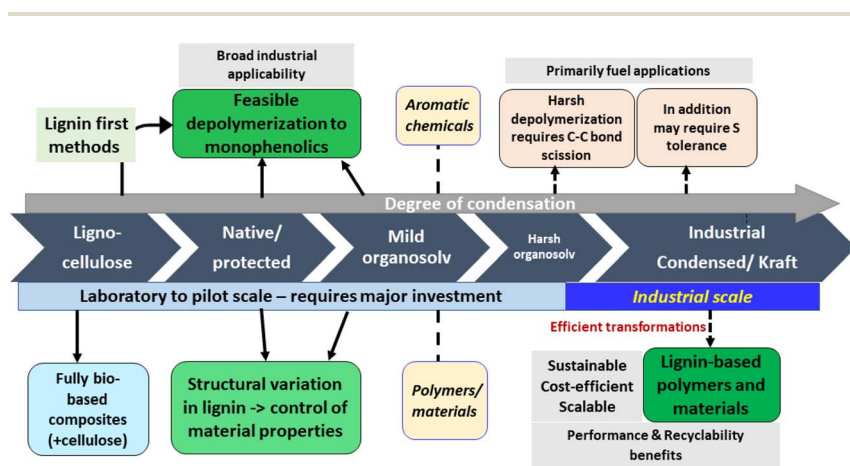 Broad industrial
applicability
Feasible
depolymerization to
monophenolics
Lignin first
methods
Aromatic
chemicals
Primarily fuel applications
Harsh
depolymerization
requires C-C bond
scission
In addition
may require S
tolerance
Degree of condensation
Ligno-
cellulose
Native/
protected
Mild
organosolv
Harsh
organosolv
Industrial
Condensed/ Kraft
Laboratory to pilot scale – requires major investment
Industrial scale
Efficient transformations
Fully bio-
based
composites
(+cellulose)
Structural variation
in lignin -> control of
material properties
Polymers/
materials
Sustainable
Cost-efficient
Scalable
Lignin-based
polymers and
materials
Performance & Recyclability
benefits